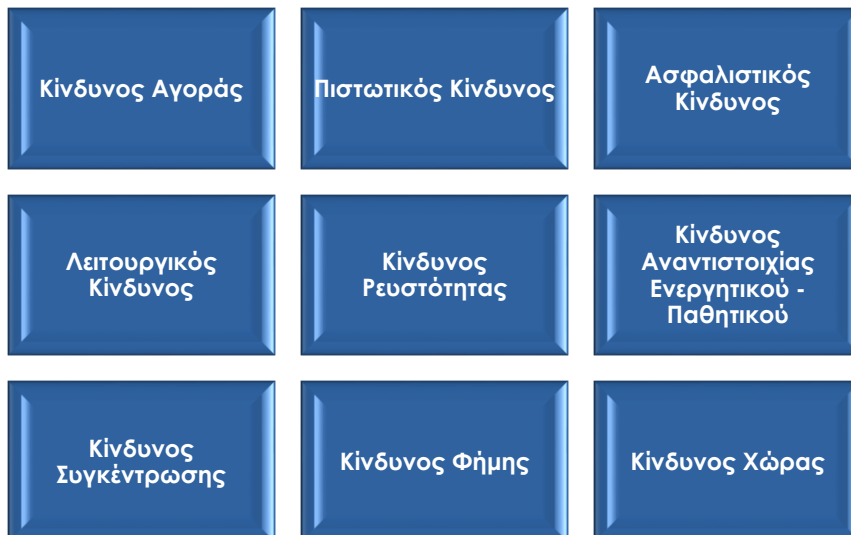 Κίνδυνος Αγοράς
Πιστωτικός Κίνδυνος
Ασφαλιστικός
Κίνδυνος
Λειτουργικός
Κίνδυνος
Κίνδυνος
Ρευστότητας
Κίνδυνος
Αναντιστοιχίας
Ενεργητικού -
Παθητικού
Κίνδυνος
Συγκέντρωσης
Κίνδυνος Φήμης
Κίνδυνος Χώρας